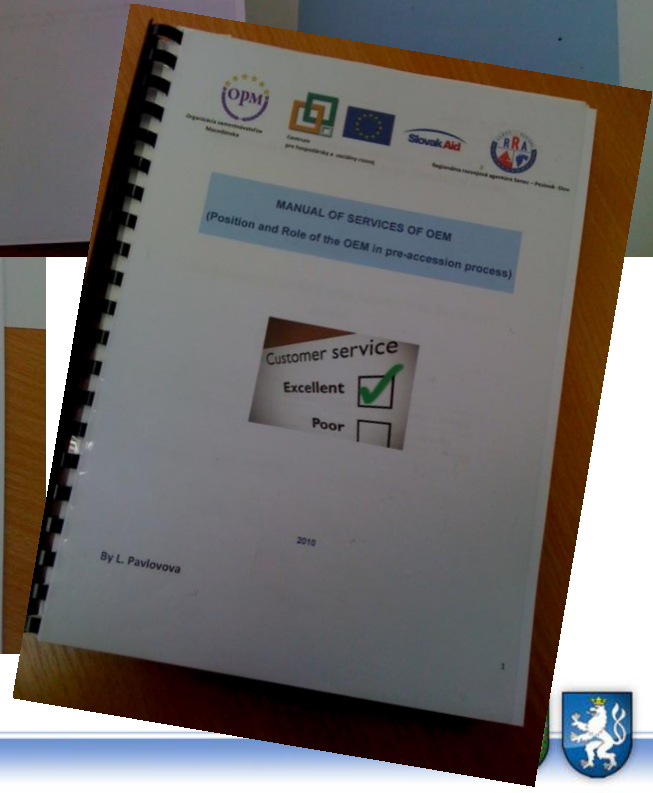 OPM
Organizácia zamestnávateľov
Macedónska
Centrum
pre hospodársky a sociálny rozvoj
SlovakAid
RRA
Regionálna rozvojová agentúra Senec - Pezinok
MANUAL OF SERVICES OF OEM
(Position and Role of the OEM in pre-accession process)
Customer service
Excellent
Poor
2010
By L. Pavlovova
1